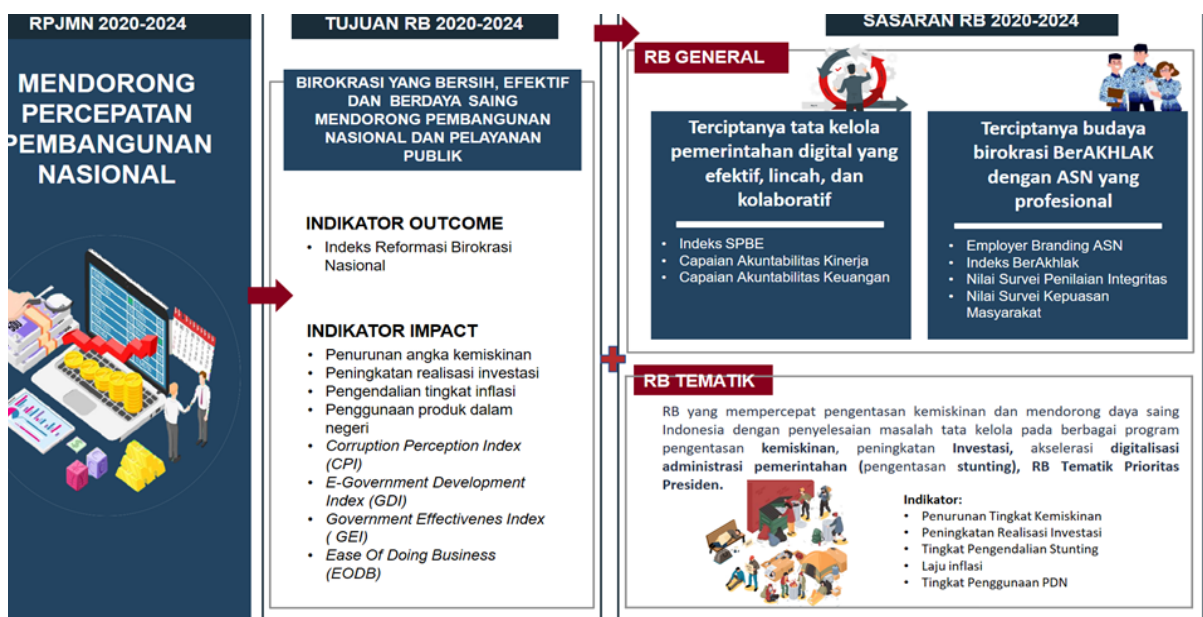 RPJMN 2020-2024
MENDORONG
PERCEPATAN
PEMBANGUNAN
NASIONAL
TUJUAN RB 2020-2024
BIROKRASI YANG BERSIH, EFEKTIF
DAN BERDAYA SAING
MENDORONG PEMBANGUNAN
NASIONAL DAN PELAYANAN
PUBLIK
INDIKATOR OUTCOME
• Indeks Reformasi Birokrasi
Nasional
INDIKATOR IMPACT
• Penurunan angka kemiskinan
• Peningkatan realisasi investasi
• Pengendalian tingkat inflasi
• Penggunaan produk dalam
negeri
• Corruption Perception Index
(CPI)
• E-Government Development
Index (GDI)
• Government Effectivenes Index
( GEI)
• Ease Of Doing Business
(EODB)
SASARAN RB 2020-2024
RB GENERAL
Terciptanya tata kelola
pemerintahan digital yang
efektif, lincah, dan
kolaboratif
• Indeks SPBE
• Capaian Akuntabilitas Kinerja
• Capaian Akuntabilitas Keuangan
Terciptanya budaya
birokrasi BerAKHLAK
dengan ASN yang
profesional
• Employer Branding ASN
• Indeks BerAkhlak
• Nilai Survei Penilaian Integritas
• Nilai Survei Kepuasan
Masyarakat
RB TEMATIK
RB yang mempercepat pengentasan kemiskinan dan mendorong daya saing
Indonesia dengan penyelesaian masalah tata kelola pada berbagai program
pengentasan kemiskinan, peningkatan Investasi, akselerasi digitalisasi
administrasi pemerintahan (pengentasan stunting), RB Tematik Prioritas
Presiden.
Indikator:
• Penurunan Tingkat Kemiskinan
• Peningkatan Realisasi Investasi
• Tingkat Pengendalian Stunting
• Laju inflasi
• Tingkat Penggunaan PDN